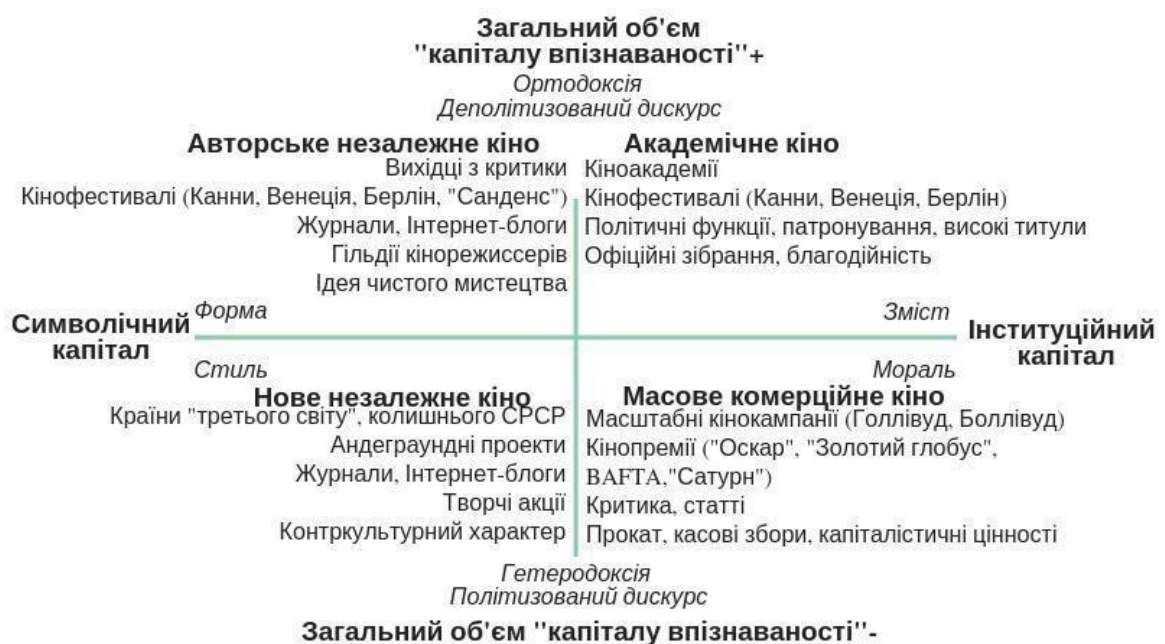 Загальний об'єм
"капіталу впізнаваності"+
Ортодоксія
Деполітизований дискурс
Авторське незалежне кіно
Вихідці з критики
Кінофестивалі (Канни, Венеція, Берлін, "Санденс")
Журнали, Інтернет-блоги
Гільдії кінорежиссерів
Ідея чистого мистецтва
Академічне кіно
Кіноакадемії
Кінофестивалі (Канни, Венеція, Берлін)
Політичні функції, патронування, високі титули
Офіційні зібрання, благодійність
Символічний
капітал
Форма
Стиль
Зміст
Мораль
Інституційний
капітал
Нове незалежне кіно
Країни "третього світу", колишнього СРСР
Андеграундні проекти
Журнали, Інтернет-блоги
Творчі акції
Контркультурний характер
Масове комерційне кіно
Масштабні кінокампанії (Голлівуд, Боллівуд)
Кінопремії ("Оскар", "Золотий глобус",
BAFTA,"Сатурн")
Критика, статті
Прокат, касові збори, капіталістичні цінності
Гетеродоксія
Політизований дискурс
Загальний об'єм "капіталу впізнаваності"-